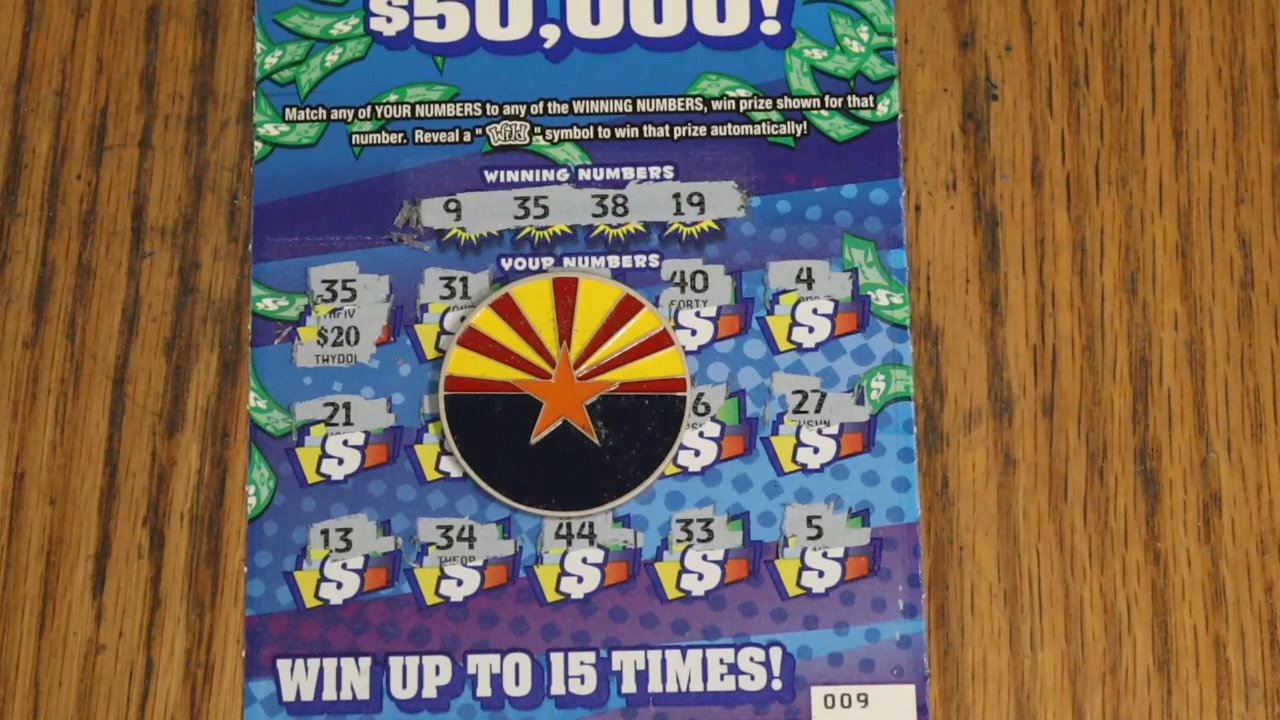 $50,000!
Match any of YOUR NUMBERS to any of the WINNING NUMBERS, win prize shown for that
number. Reveal a "Wild" symbol to win that prize automatically!
WINNING NUMBERS
9 35 38 19
YOUR NUMBERS
35 31 40 4
FORTY
$20 $ $
TWYDOL
21 27
$ $ $
13 34 44 33 5
$ $ $ $ $
WIN UP TO 15 TIMES!
009